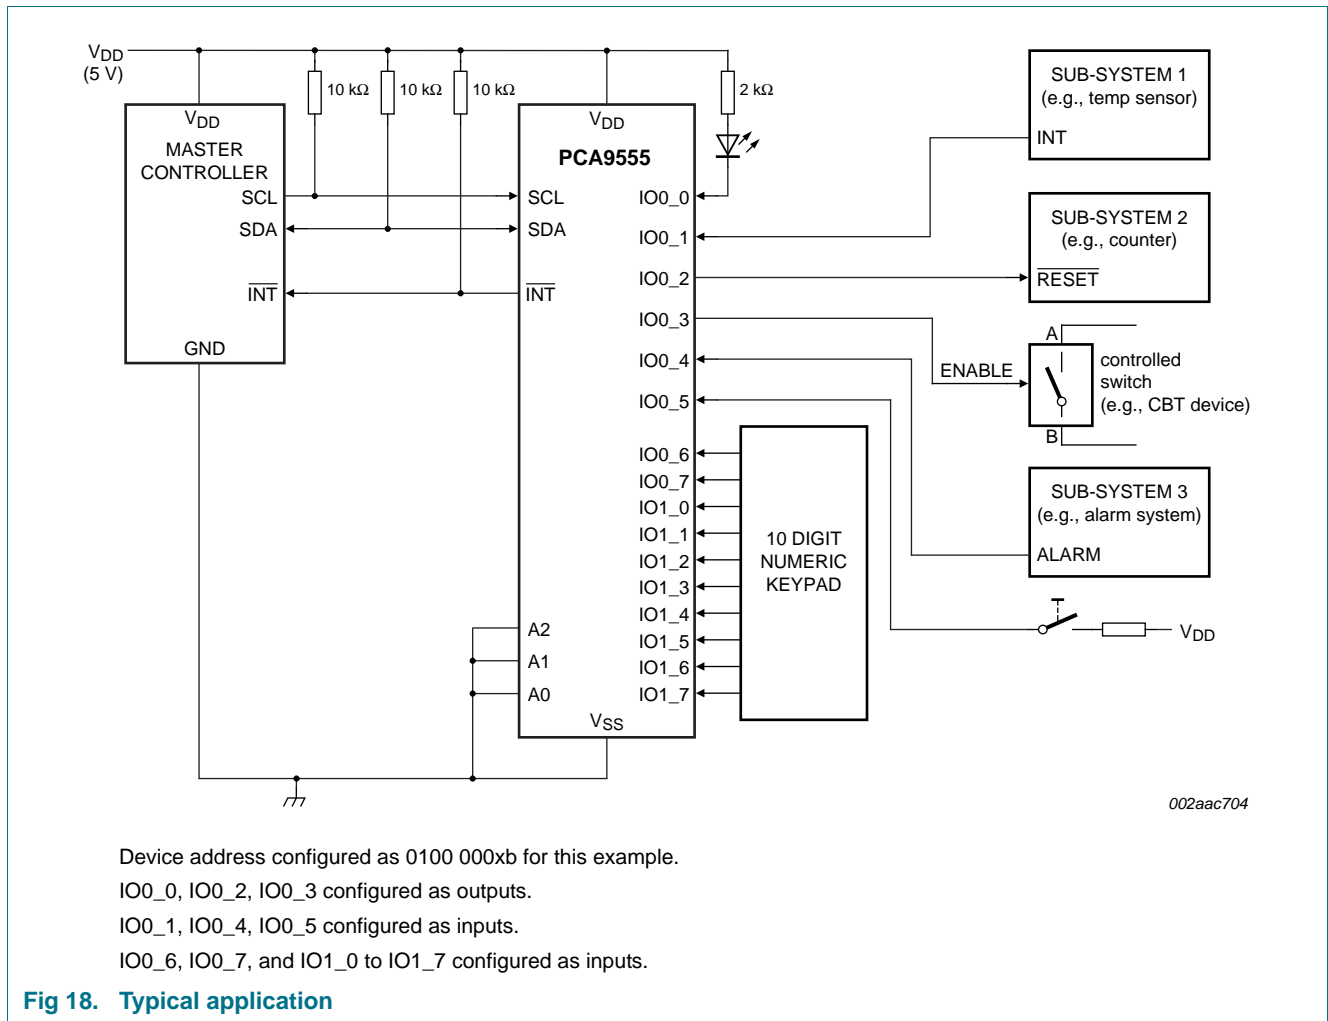 VDD
(5 V)
10 kΩ
10 kΩ
10 kΩ
2 kΩ
VDD
MASTER
CONTROLLER
SCL
SDA
INT
GND
VDD
PCA9555
SCL
SDA
INT
A2
A1
A0
VSS
IO0_0
IO0_1
IO0_2
IO0_3
IO0_4
IO0_5
IO0_6
IO0_7
IO1_0
IO1_1
IO1_2
IO1_3
IO1_4
IO1_5
IO1_6
IO1_7
10 DIGIT
NUMERIC
KEYPAD
SUB-SYSTEM 1
(e.g., temp sensor)
INT
SUB-SYSTEM 2
(e.g., counter)
RESET
A
ENABLE
B
controlled
switch
(e.g., CBT device)
SUB-SYSTEM 3
(e.g., alarm system)
ALARM
VDD
002aac704
Device address configured as 0100 000xb for this example.
IO0_0, IO0_2, IO0_3 configured as outputs.
IO0_1, IO0_4, IO0_5 configured as inputs.
IO0_6, IO0_7, and IO1_0 to IO1_7 configured as inputs.
Fig 18. Typical application